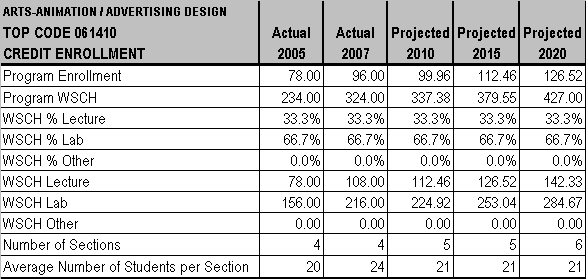 ARTS-ANIMATION / ADVERTISING DESIGN
TOP CODE 061410 Actual Actual Projected Projected Projected
CREDIT ENROLLMENT 2005 2007 2010 2015 2020
Program Enrollment 78.00 96.00 99.96 112.46 126.52
Program WSCH 234.00 324.00 337.38 379.55 427.00
WSCH % Lecture 33.3% 33.3% 33.3% 33.3% 33.3%
WSCH % Lab 66.7% 66.7% 66.7% 66.7% 66.7%
WSCH % Other 0.0% 0.0% 0.0% 0.0% 0.0%
WSCH Lecture 78.00 108.00 112.46 126.52 142.33
WSCH Lab 156.00 216.00 224.92 253.04 284.67
WSCH Other 0.00 0.00 0.00 0.00 0.00
Number of Sections 4 4 5 5 6
Average Number of Students per Section 20 24 21 21 21